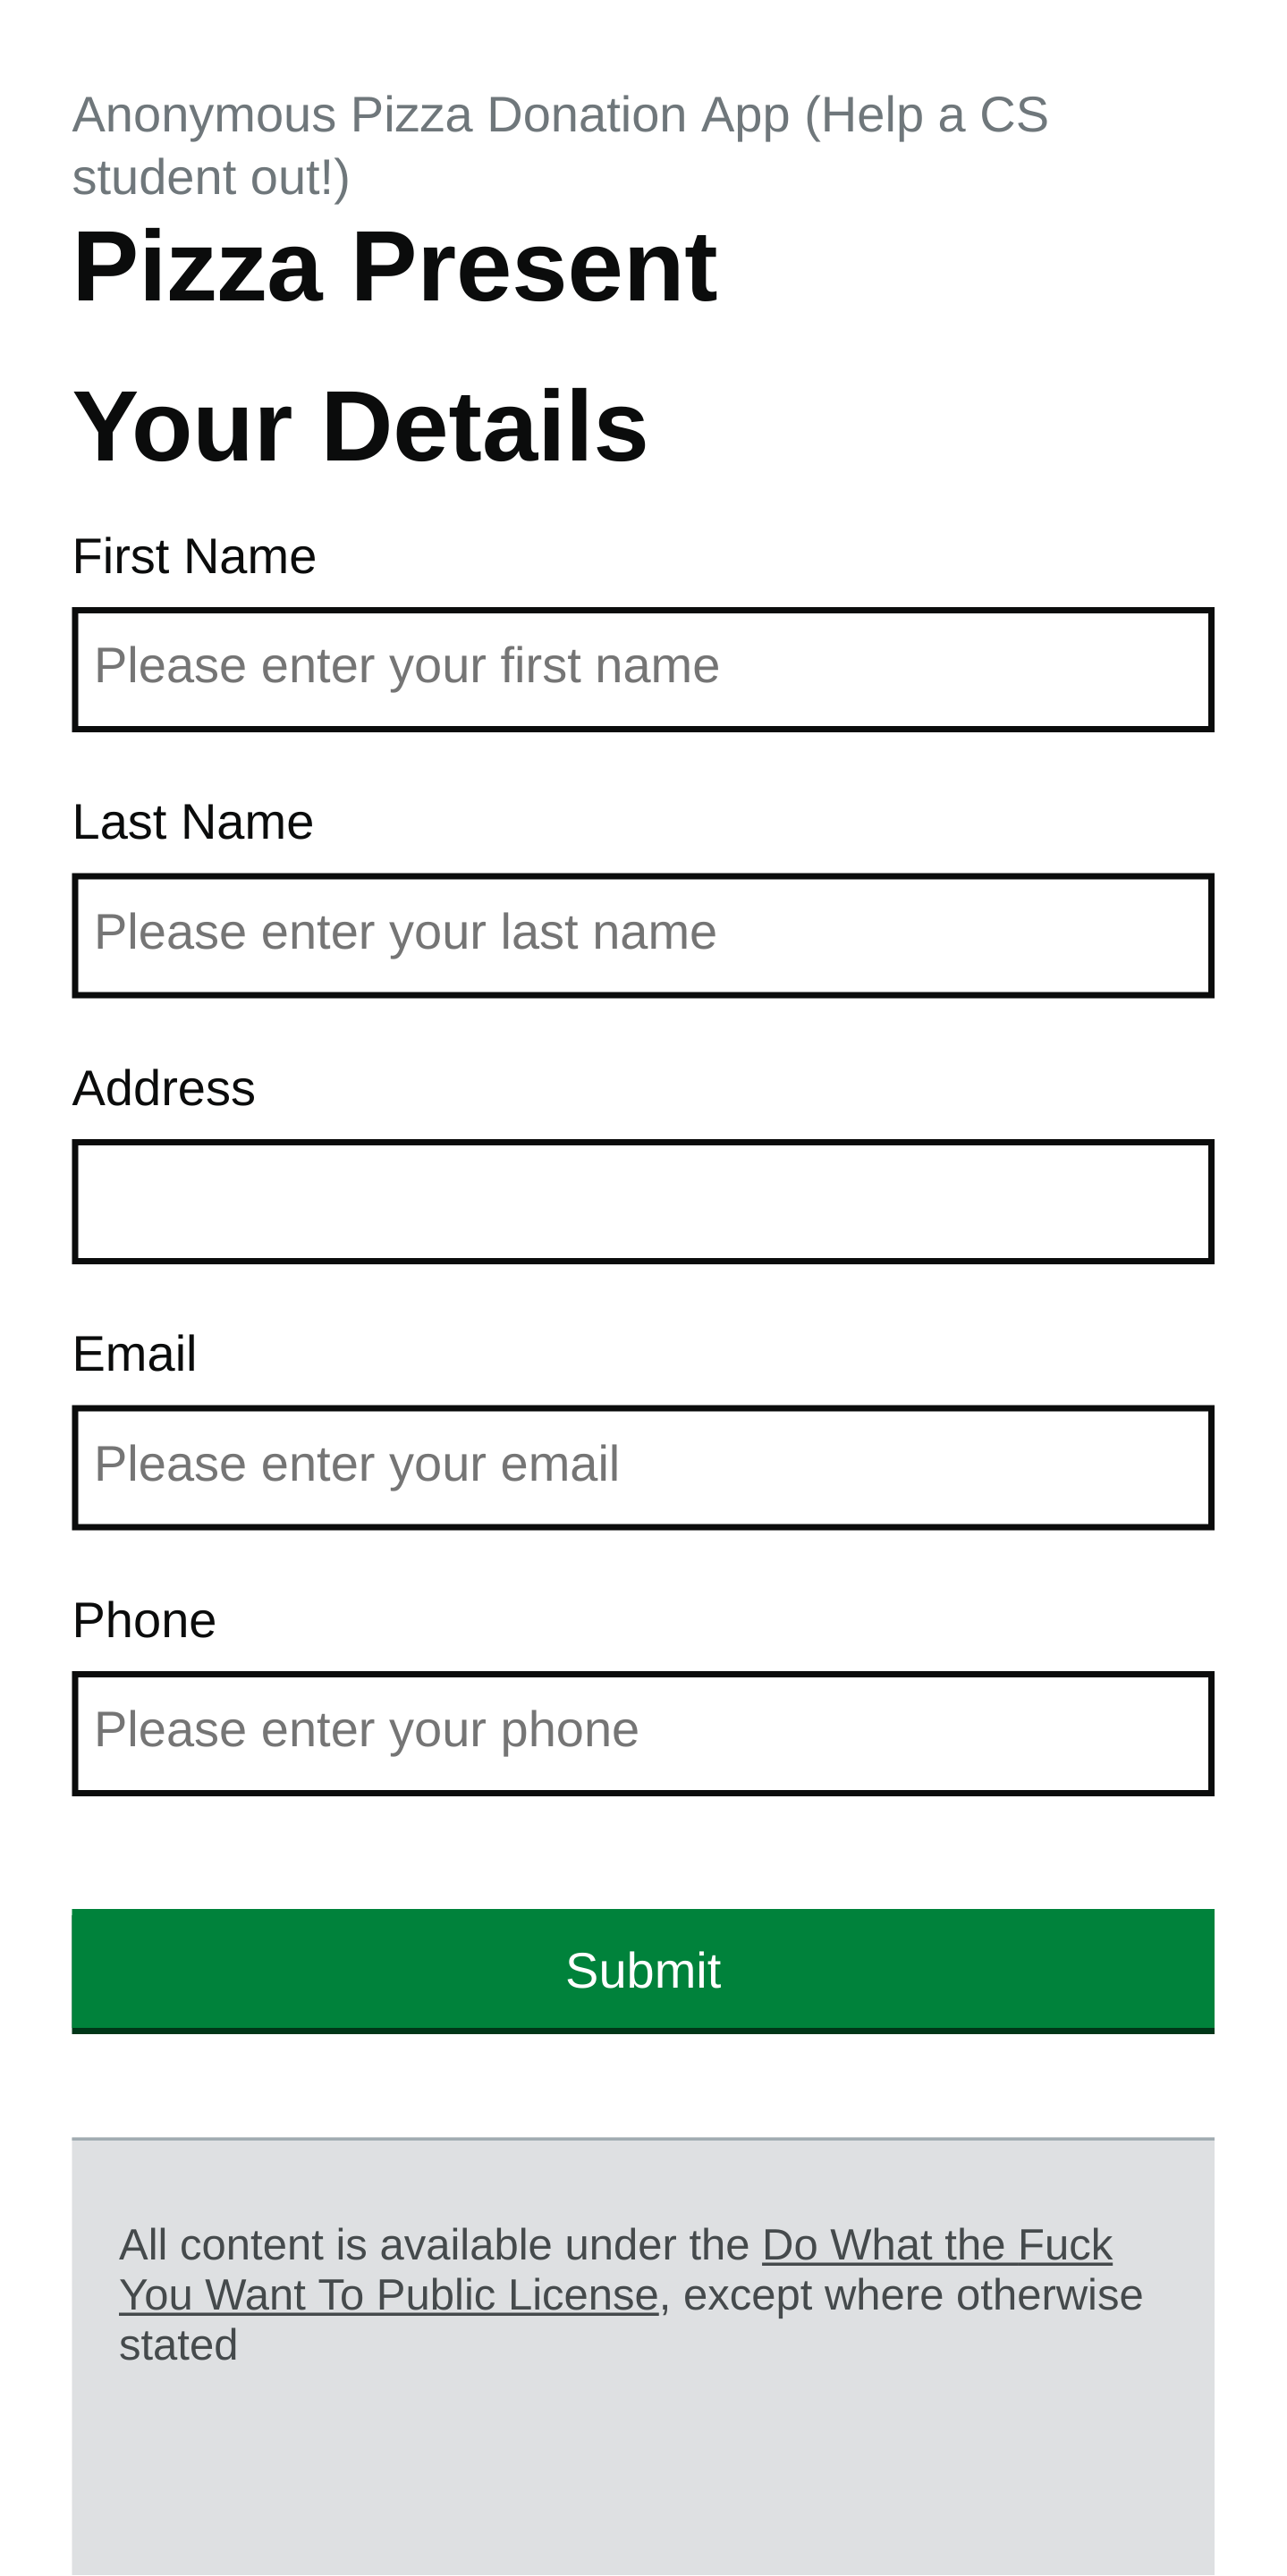 Anonymous Pizza Donation App (Help a CS
student out!)
Pizza Present
Your Details
First Name
Please enter your first name
Last Name
Please enter your last name
Address
Email
Please enter your email
Phone
Please enter your phone
Submit
All content is available under the Do What the Fuck
You Want To Public License, except where otherwise
stated